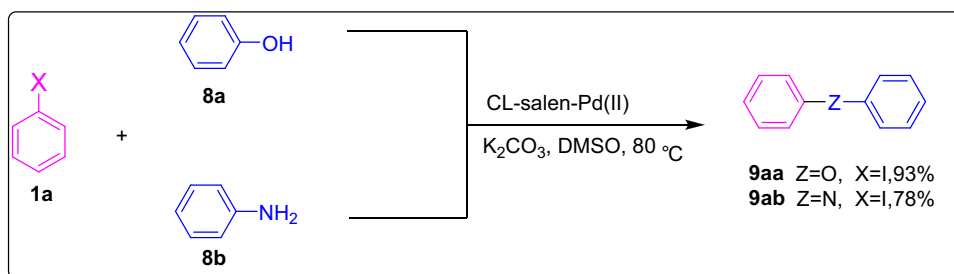 X
1a
+
OH
8a
NH₂
8b
CL-salen-Pd(II)
K₂CO₃, DMSO, 80 °C
Z
9aa Z=O, X=I,93%
9ab Z=N, X=I,78%